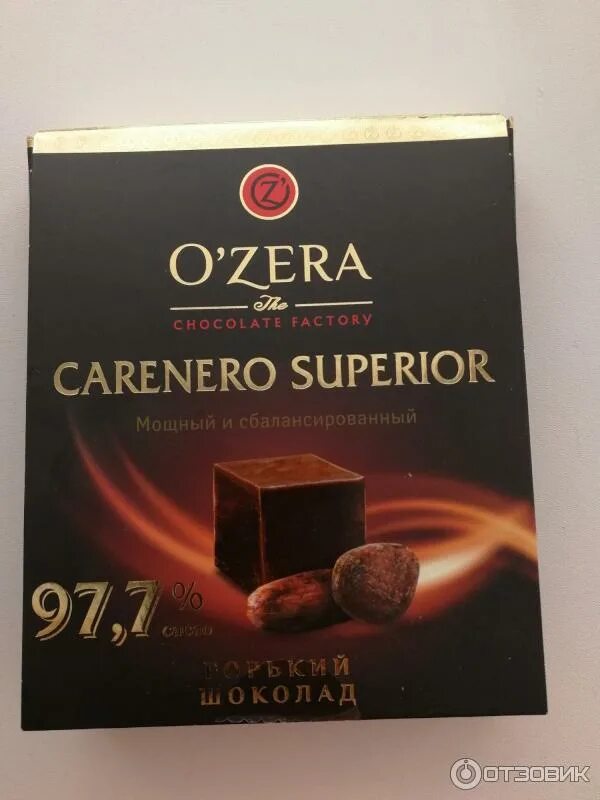 Z'
O'ZERA
The
CHOCOLATE FACTORY
CARENERO SUPERIOR
Мощный и сбалансированный
97,7%
cacao
ГОРЬКИЙ
ШОКОЛАД
ОТЗОВИК